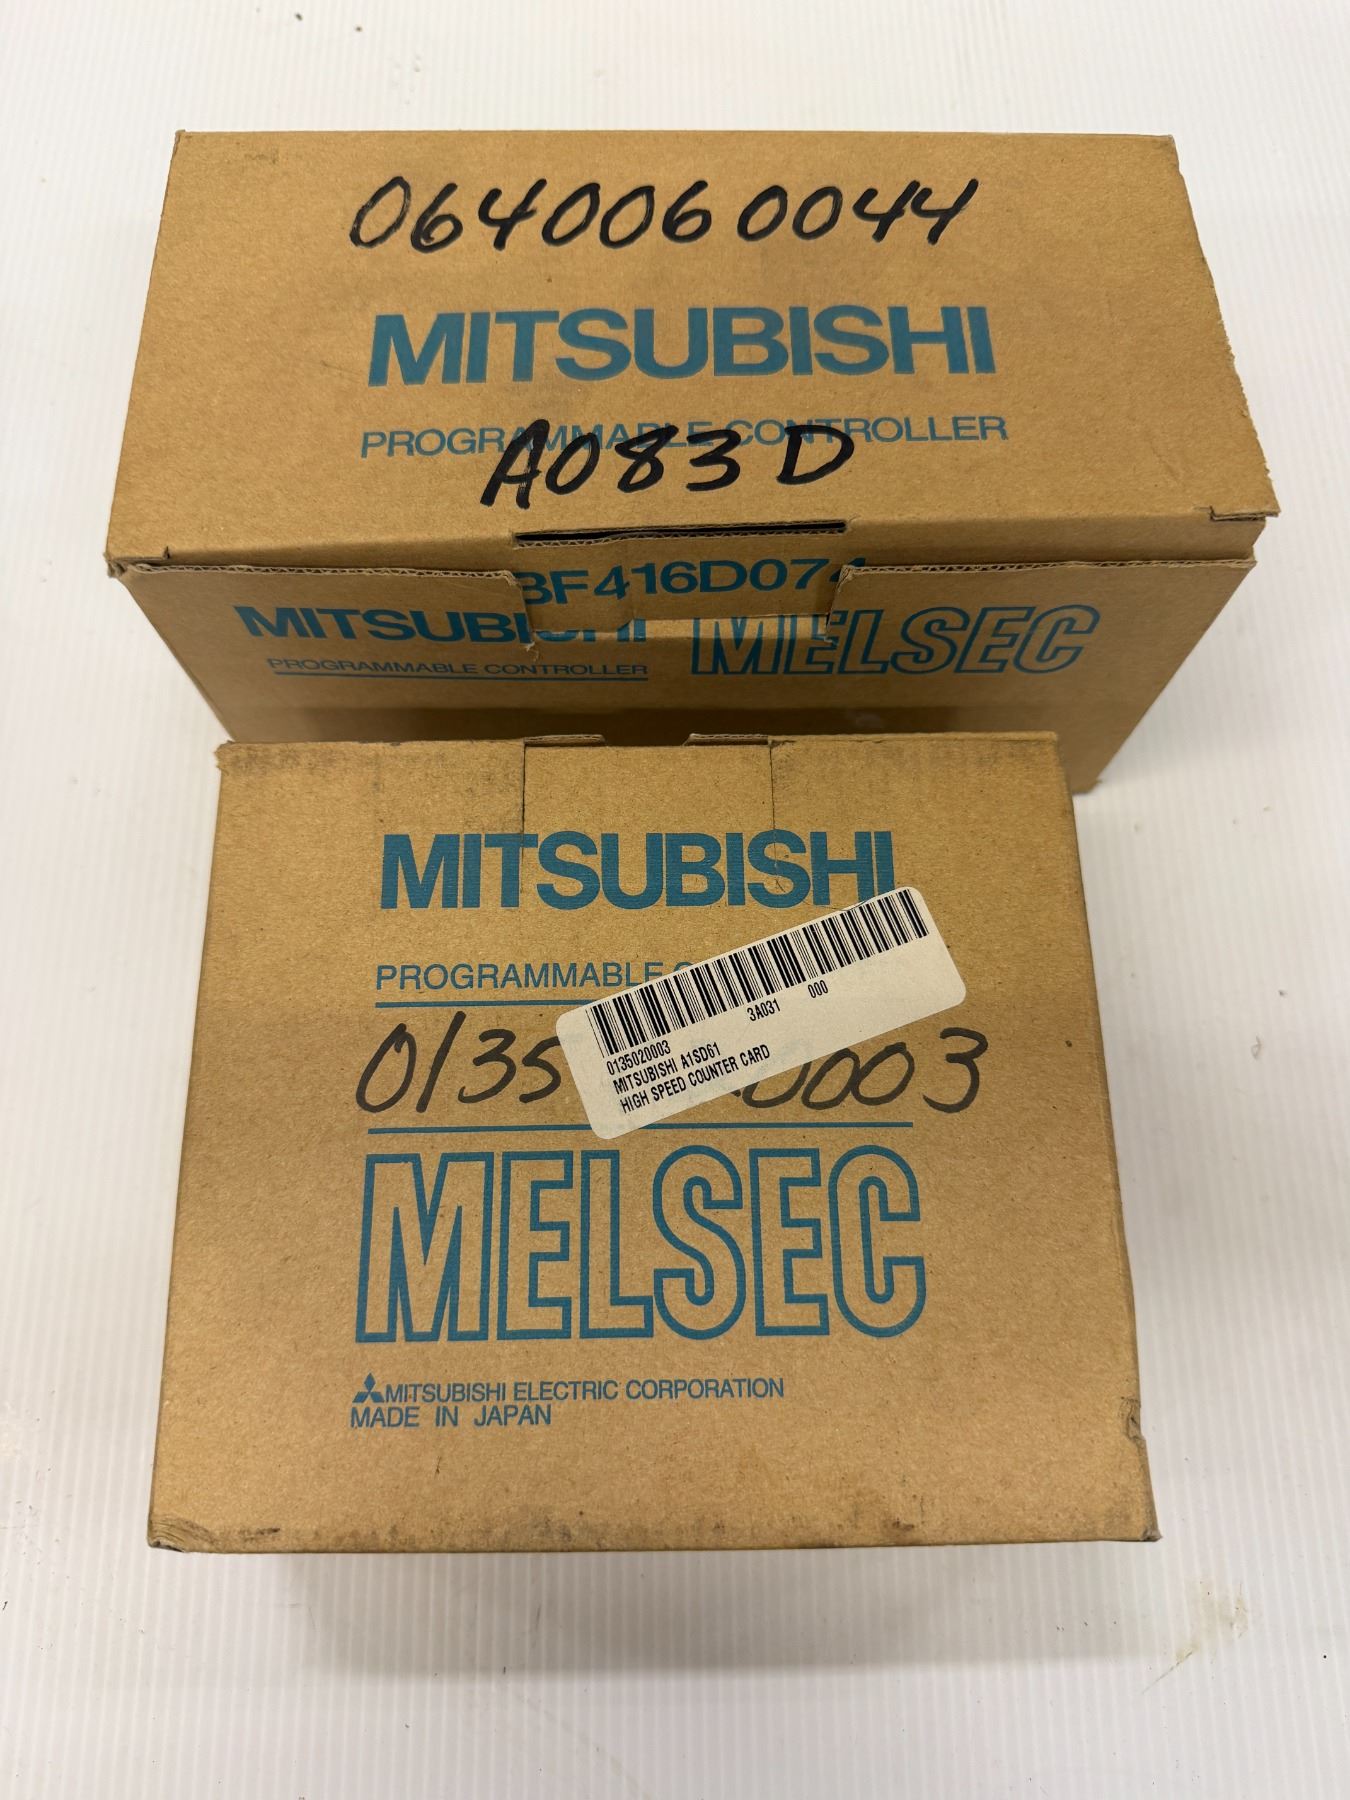 0640060044
MITSUBISHI
PROGRAMMABLE CONTROLLER
A083D
BF416D074
MITSUBISHI
PROGRAMMABLE CONTROLLER
MELSEC
MITSUBISHI
PROGRAMMABLE
3A031 000
0135020003
MITSUBISHI A1SD61
HIGH SPEED COUNTER CARD
0135 0003
MELSEC
MITSUBISHI ELECTRIC CORPORATION
MADE IN JAPAN